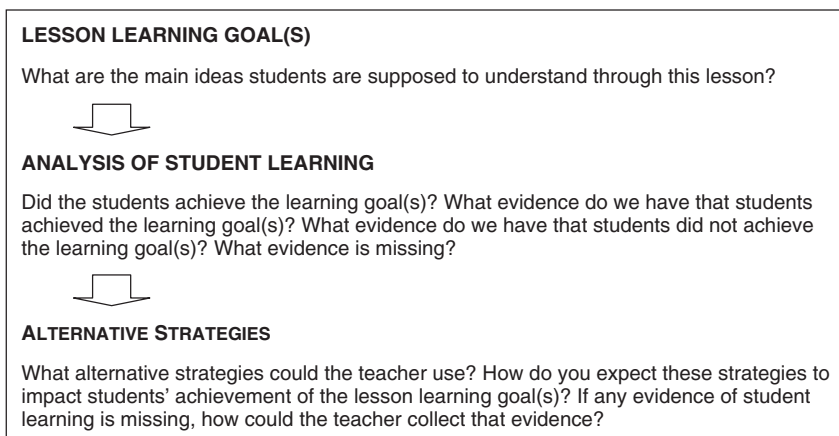 LESSON LEARNING GOAL(S)
What are the main ideas students are supposed to understand through this lesson?
ANALYSIS OF STUDENT LEARNING
Did the students achieve the learning goal(s)? What evidence do we have that students
achieved the learning goal(s)? What evidence do we have that students did not achieve
the learning goal(s)? What evidence is missing?
ALTERNATIVE STRATEGIES
What alternative strategies could the teacher use? How do you expect these strategies to
impact students’ achievement of the lesson learning goal(s)? If any evidence of student
learning is missing, how could the teacher collect that evidence?